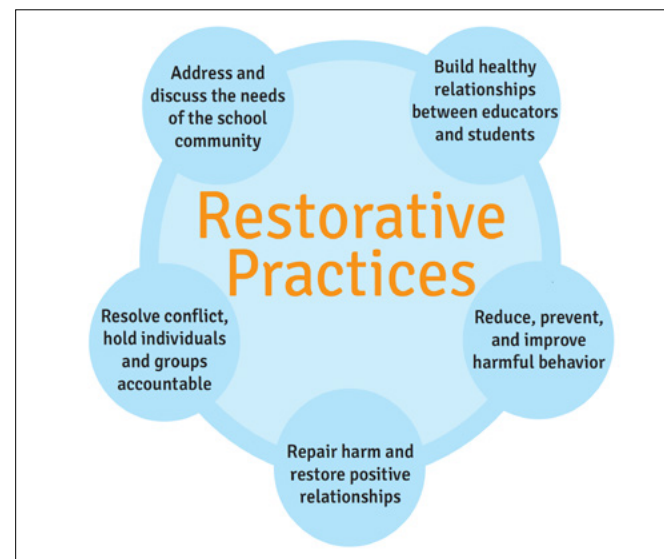 Restorative
Practices
Address and
discuss the needs
of the school
community
Build healthy
relationships
between educators
and students
Reduce, prevent,
and improve
harmful behavior
Repair harm and
restore positive
relationships
Resolve conflict,
hold individuals
and groups
accountable